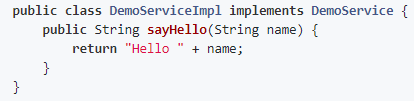 public class DemoServiceImpl implements DemoService {
    public String sayHello(String name) {
        return "Hello " + name;
    }
}